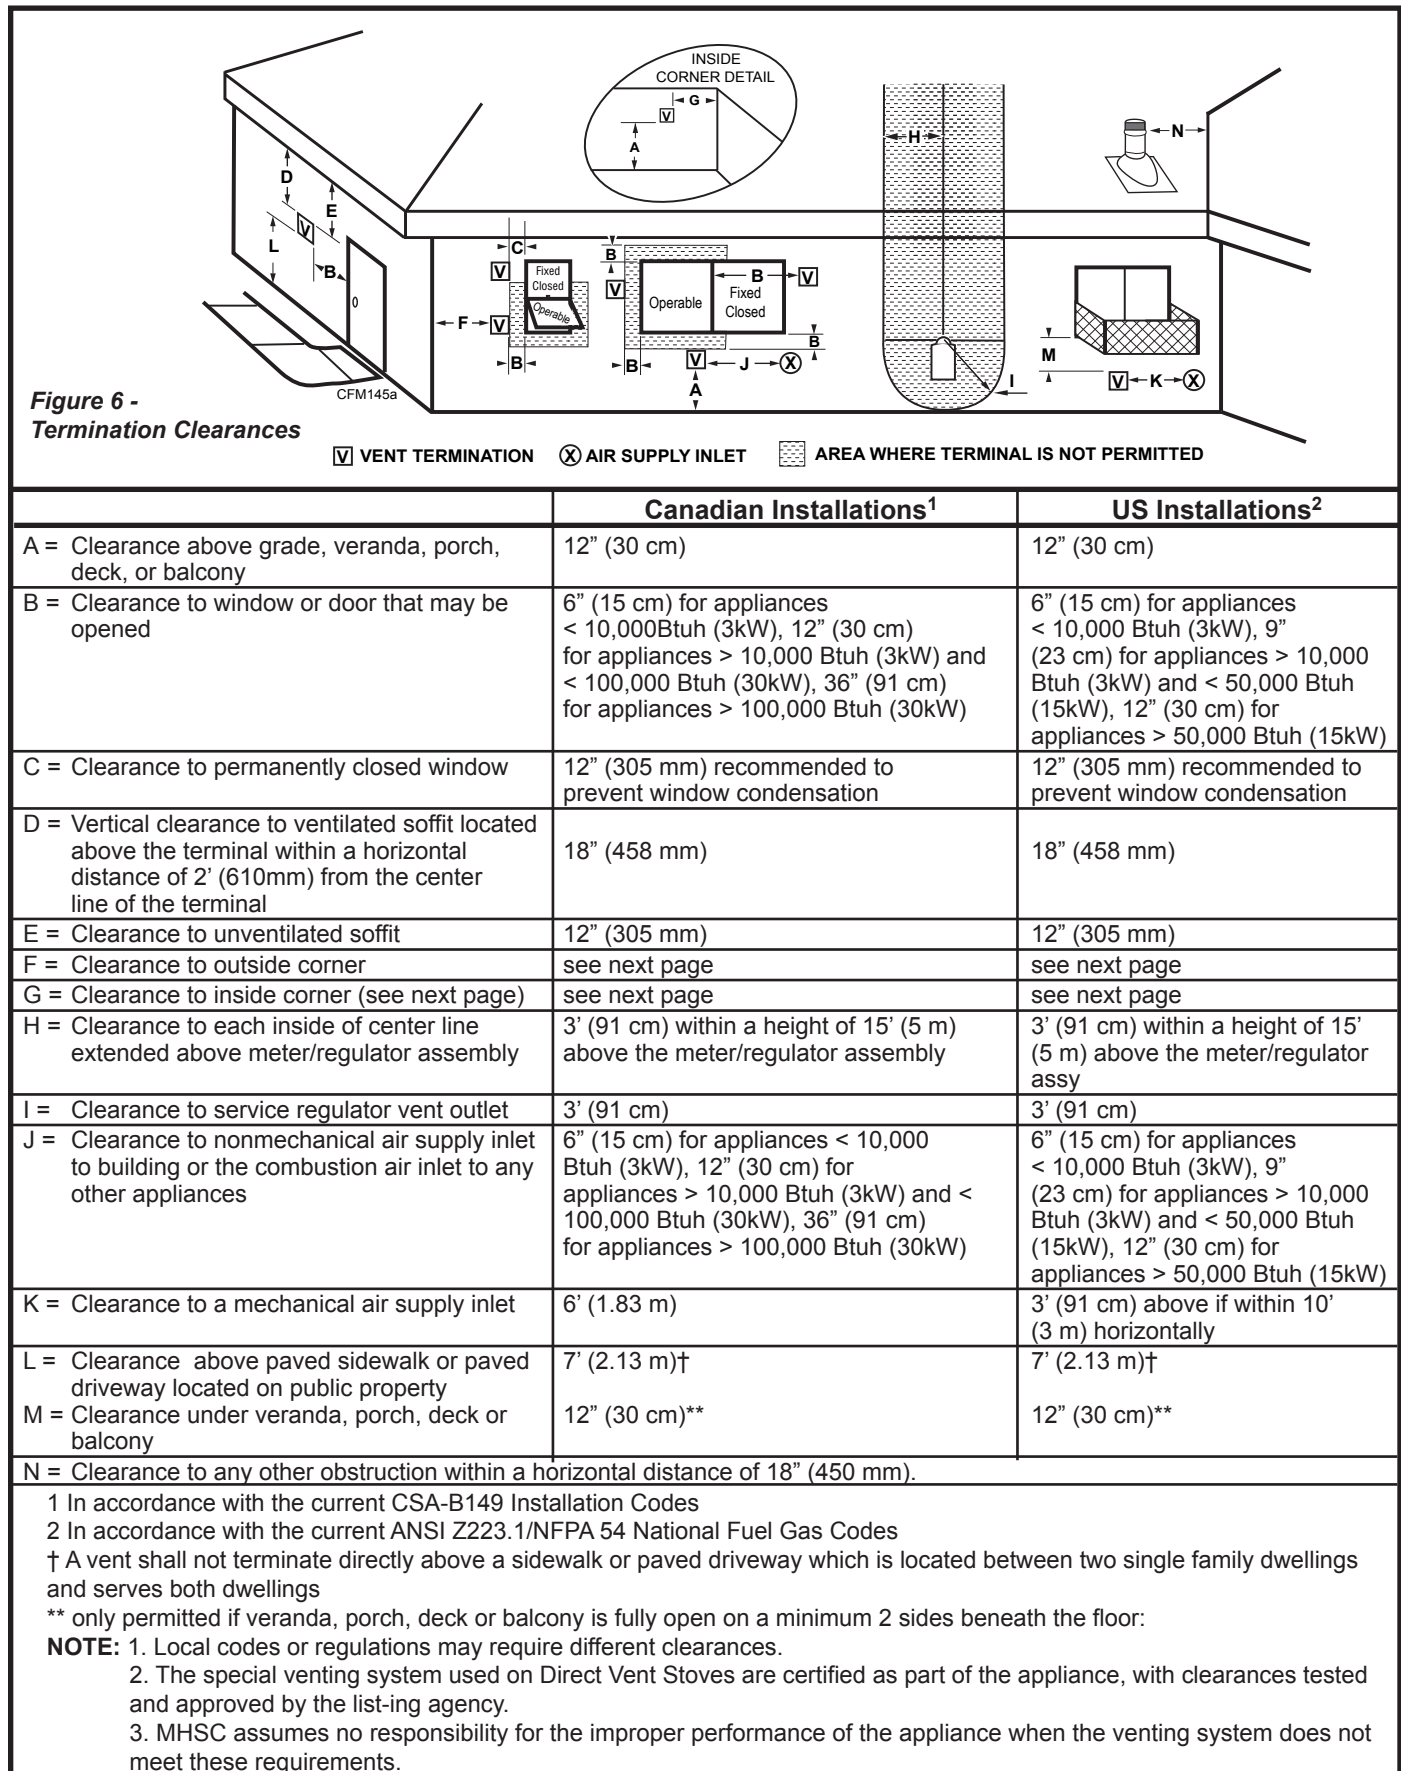 INSIDE
CORNER DETAIL
G
V
A
H
N
D
E
V
L
B
C
V
Fixed
Closed
Operable
F
V
B
B
V
Operable
B
V
Fixed
Closed
B
B
V
J
X
A
I
M
V
K
X
CFM145a
Figure 6 -
Termination Clearances
V VENT TERMINATION X AIR SUPPLY INLET AREA WHERE TERMINAL IS NOT PERMITTED
Canadian Installations1 US Installations2
A = Clearance above grade, veranda, porch,
deck, or balcony
12” (30 cm)
12” (30 cm)
B = Clearance to window or door that may be
opened
6” (15 cm) for appliances
< 10,000Btuh (3kW), 12” (30 cm)
for appliances > 10,000 Btuh (3kW) and
< 100,000 Btuh (30kW), 36” (91 cm)
for appliances > 100,000 Btuh (30kW)
6” (15 cm) for appliances
< 10,000 Btuh (3kW), 9”
(23 cm) for appliances > 10,000
Btuh (3kW) and < 50,000 Btuh
(15kW), 12” (30 cm) for
appliances > 50,000 Btuh (15kW)
C = Clearance to permanently closed window
12” (305 mm) recommended to
prevent window condensation
12” (305 mm) recommended to
prevent window condensation
D = Vertical clearance to ventilated soffit located
above the terminal within a horizontal
distance of 2’ (610mm) from the center
line of the terminal
18” (458 mm)
18” (458 mm)
E = Clearance to unventilated soffit
12” (305 mm)
12” (305 mm)
F = Clearance to outside corner
see next page
see next page
G = Clearance to inside corner (see next page)
see next page
see next page
H = Clearance to each inside of center line
extended above meter/regulator assembly
3’ (91 cm) within a height of 15’ (5 m)
above the meter/regulator assembly
3’ (91 cm) within a height of 15’
(5 m) above the meter/regulator
assy
I = Clearance to service regulator vent outlet
3’ (91 cm)
3’ (91 cm)
J = Clearance to nonmechanical air supply inlet
to building or the combustion air inlet to any
other appliances
6” (15 cm) for appliances < 10,000
Btuh (3kW), 12” (30 cm) for
appliances > 10,000 Btuh (3kW) and <
100,000 Btuh (30kW), 36” (91 cm)
for appliances > 100,000 Btuh (30kW)
6” (15 cm) for appliances
< 10,000 Btuh (3kW), 9”
(23 cm) for appliances > 10,000
Btuh (3kW) and < 50,000 Btuh
(15kW), 12” (30 cm) for
appliances > 50,000 Btuh (15kW)
K = Clearance to a mechanical air supply inlet
6’ (1.83 m)
3’ (91 cm) above if within 10’
(3 m) horizontally
L = Clearance above paved sidewalk or paved
driveway located on public property
7’ (2.13 m)†
7’ (2.13 m)†
M = Clearance under veranda, porch, deck or
balcony
12” (30 cm)**
12” (30 cm)**
N = Clearance to any other obstruction within a horizontal distance of 18” (450 mm).
1 In accordance with the current CSA-B149 Installation Codes
2 In accordance with the current ANSI Z223.1/NFPA 54 National Fuel Gas Codes
† A vent shall not terminate directly above a sidewalk or paved driveway which is located between two single family dwellings
and serves both dwellings
** only permitted if veranda, porch, deck or balcony is fully open on a minimum 2 sides beneath the floor:
NOTE: 1. Local codes or regulations may require different clearances.
2. The special venting system used on Direct Vent Stoves are certified as part of the appliance, with clearances tested
and approved by the list-ing agency.
3. MHSC assumes no responsibility for the improper performance of the appliance when the venting system does not
meet these requirements.